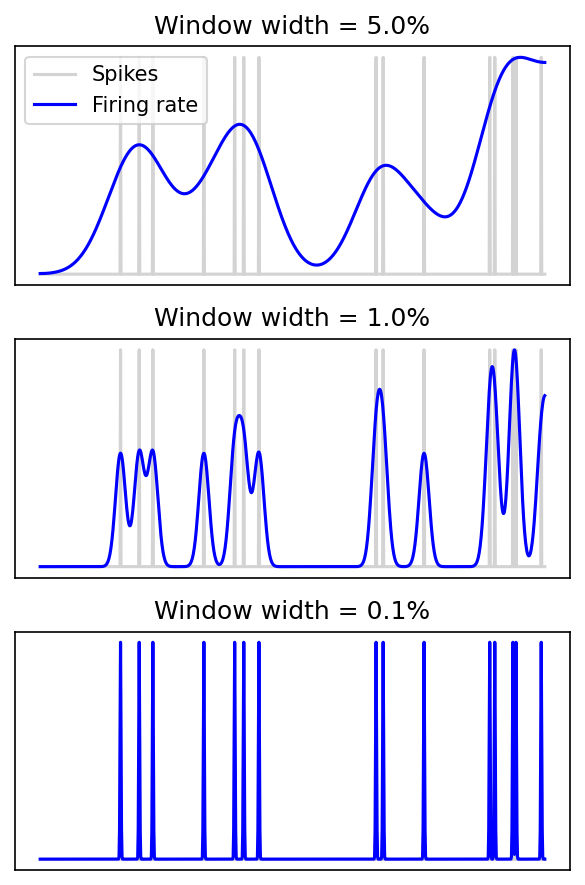 Window width = 5.0%
Spikes
Firing rate
Window width = 1.0%
Window width = 0.1%